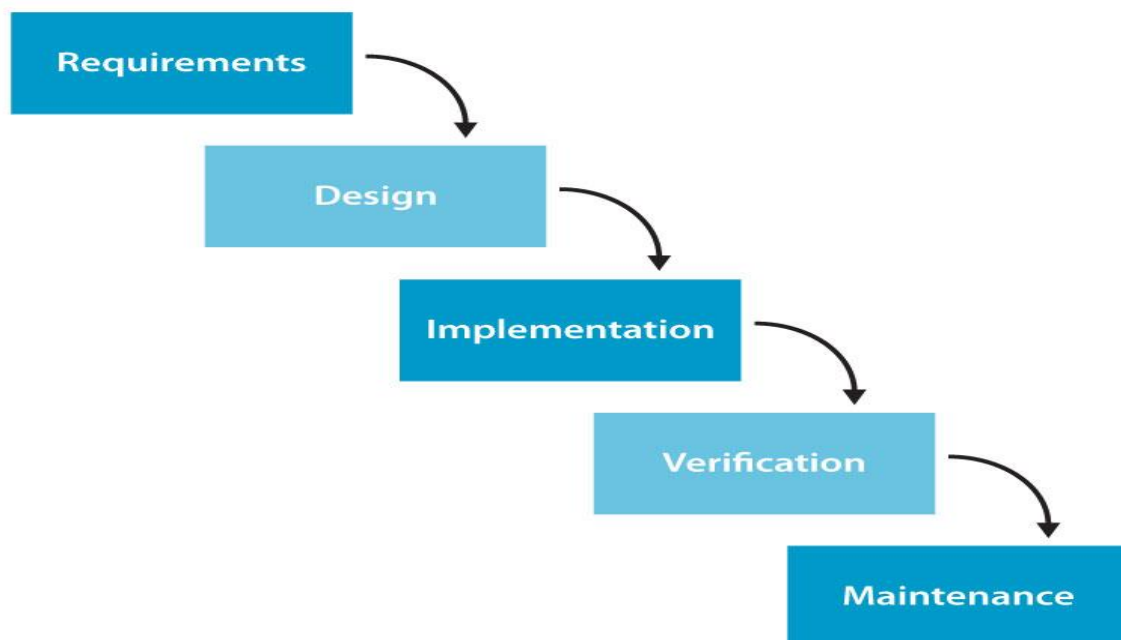 Requirements
Design
Implementation
Verification
Maintenance